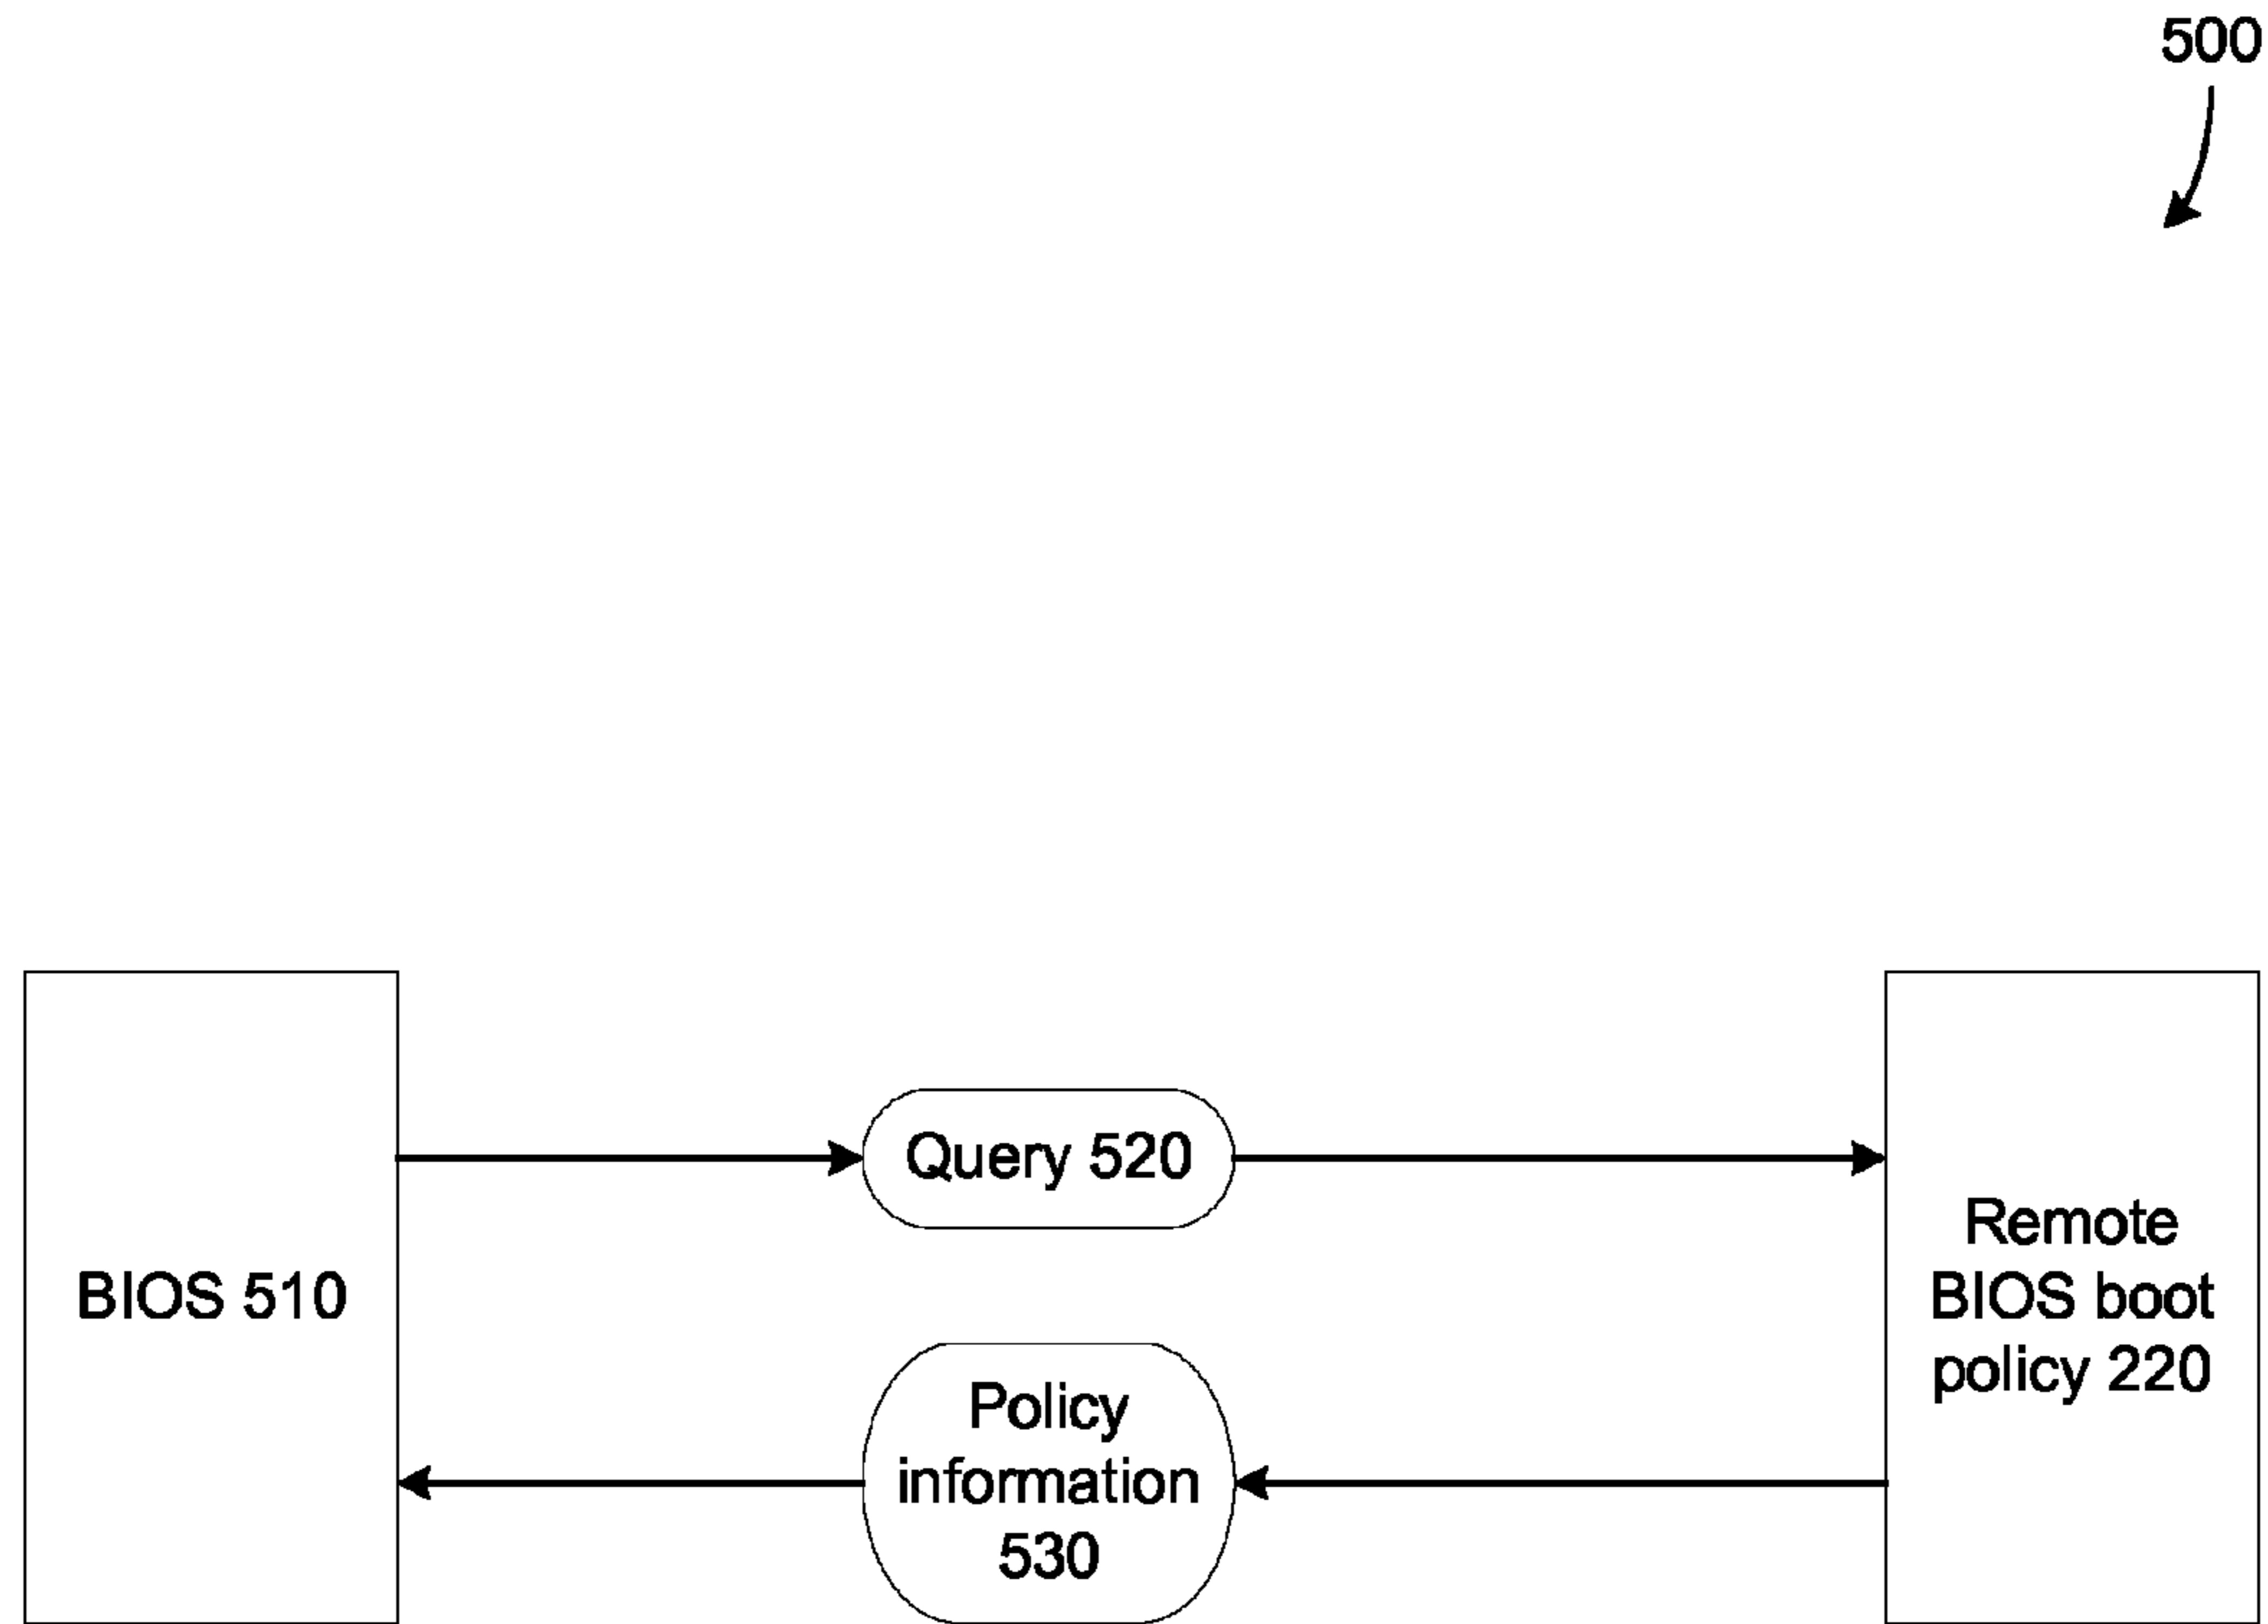 500
BIOS 510
Query 520
Policy
information
530
Remote
BIOS boot
policy 220